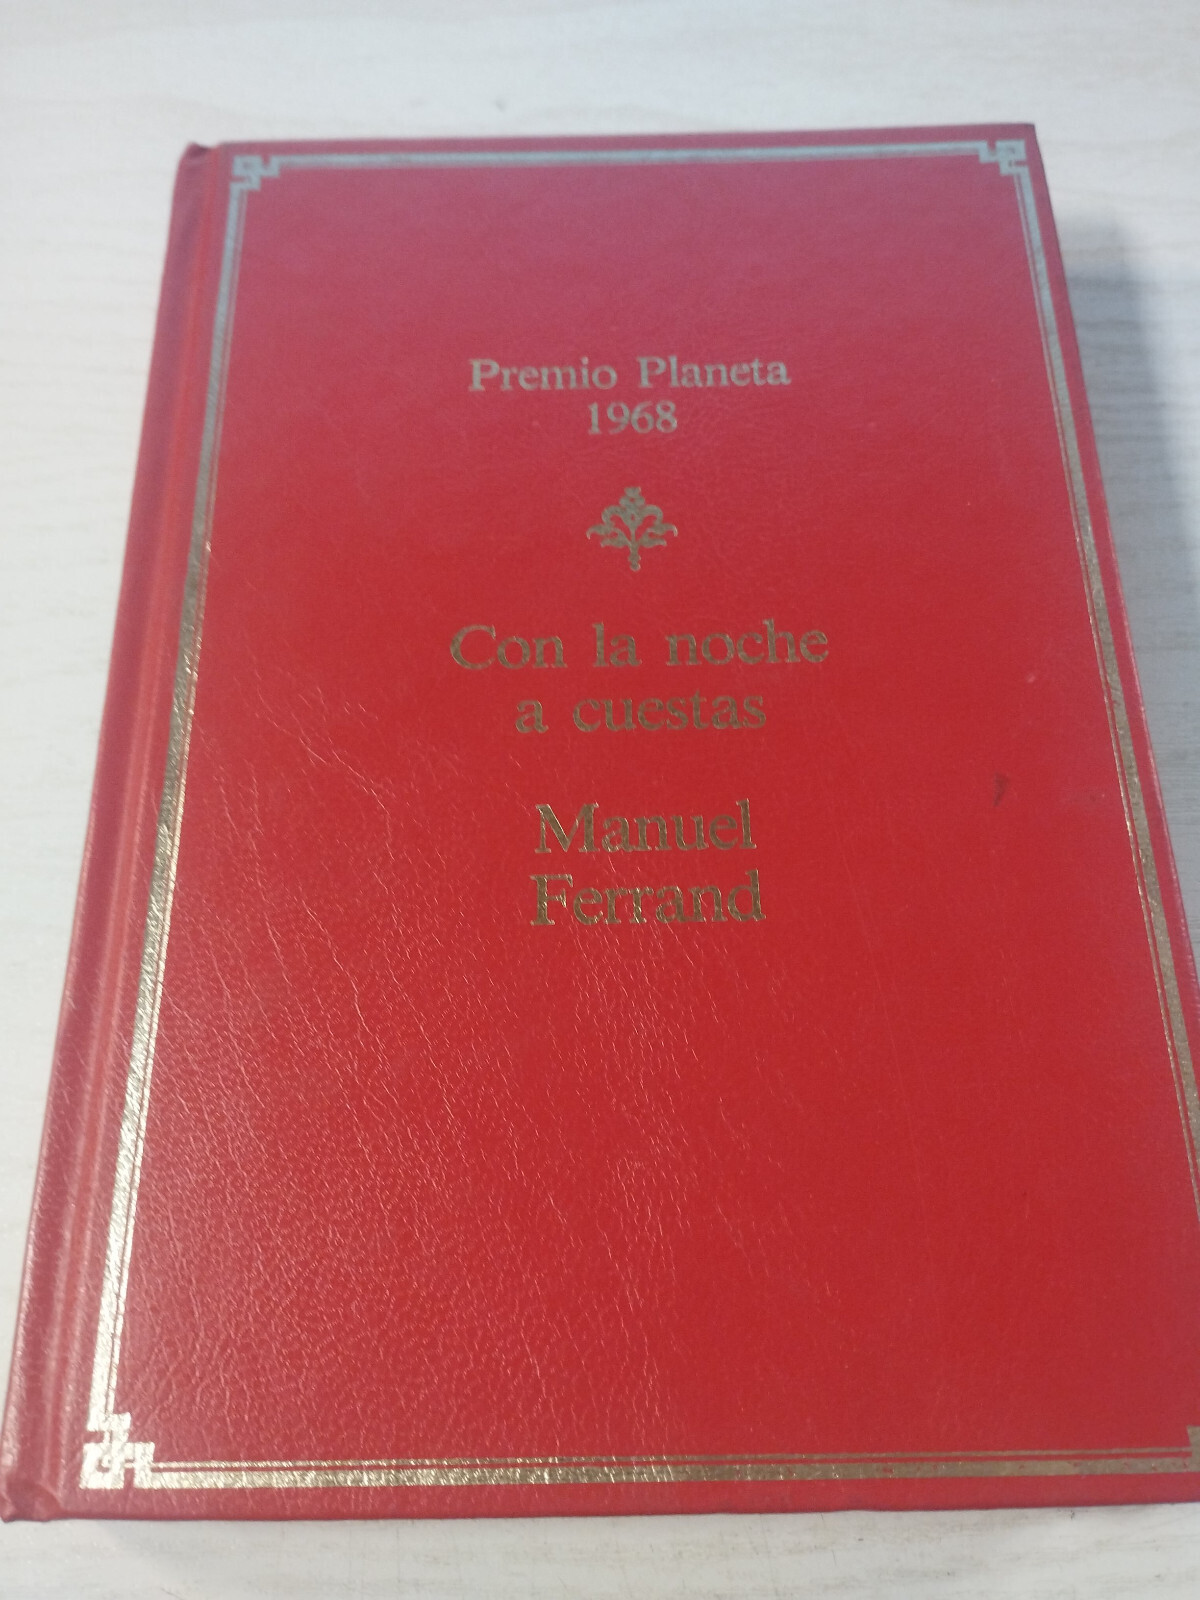 Premio Planeta
1968
Con la noche
a cuestas
Manuel
Ferrand